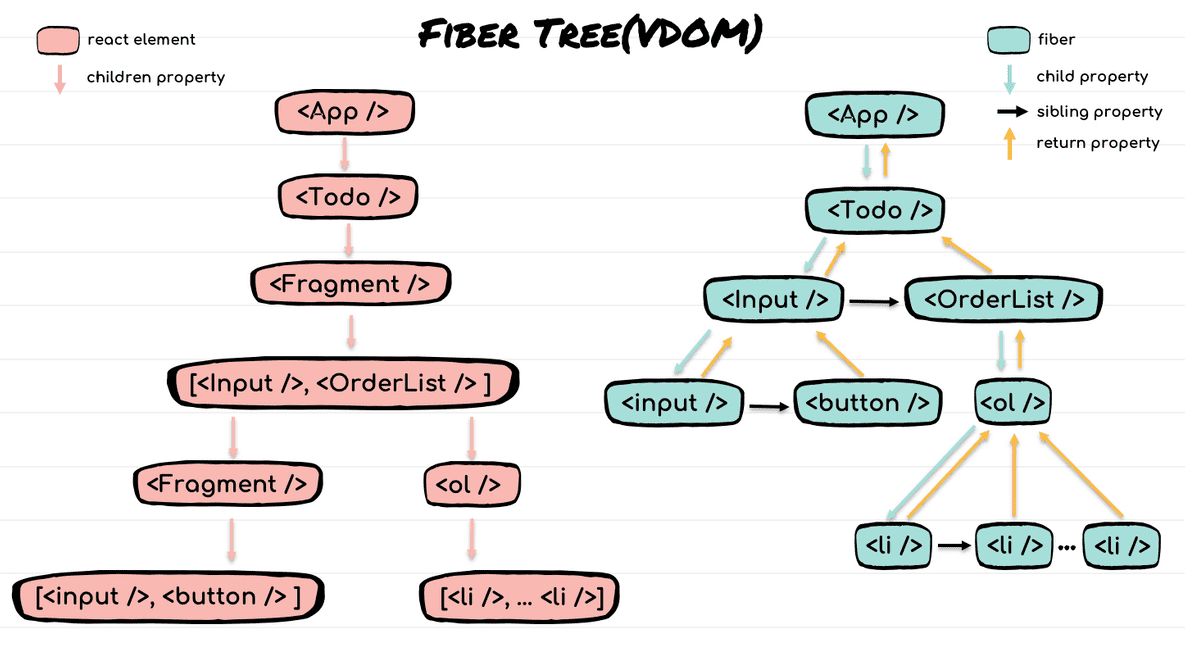 Fiber Tree(VDOM)
react element
children property
<App />
<Todo />
<Fragment />
[<Input />, <OrderList /> ]
<Fragment />
<ol />
[<input />, <button /> ]
[<li />, ... <li />]
fiber
child property
sibling property
return property
<App />
<Todo />
<Input />
<OrderList />
<input />
<button />
<ol />
<li />
<li />
...
<li />